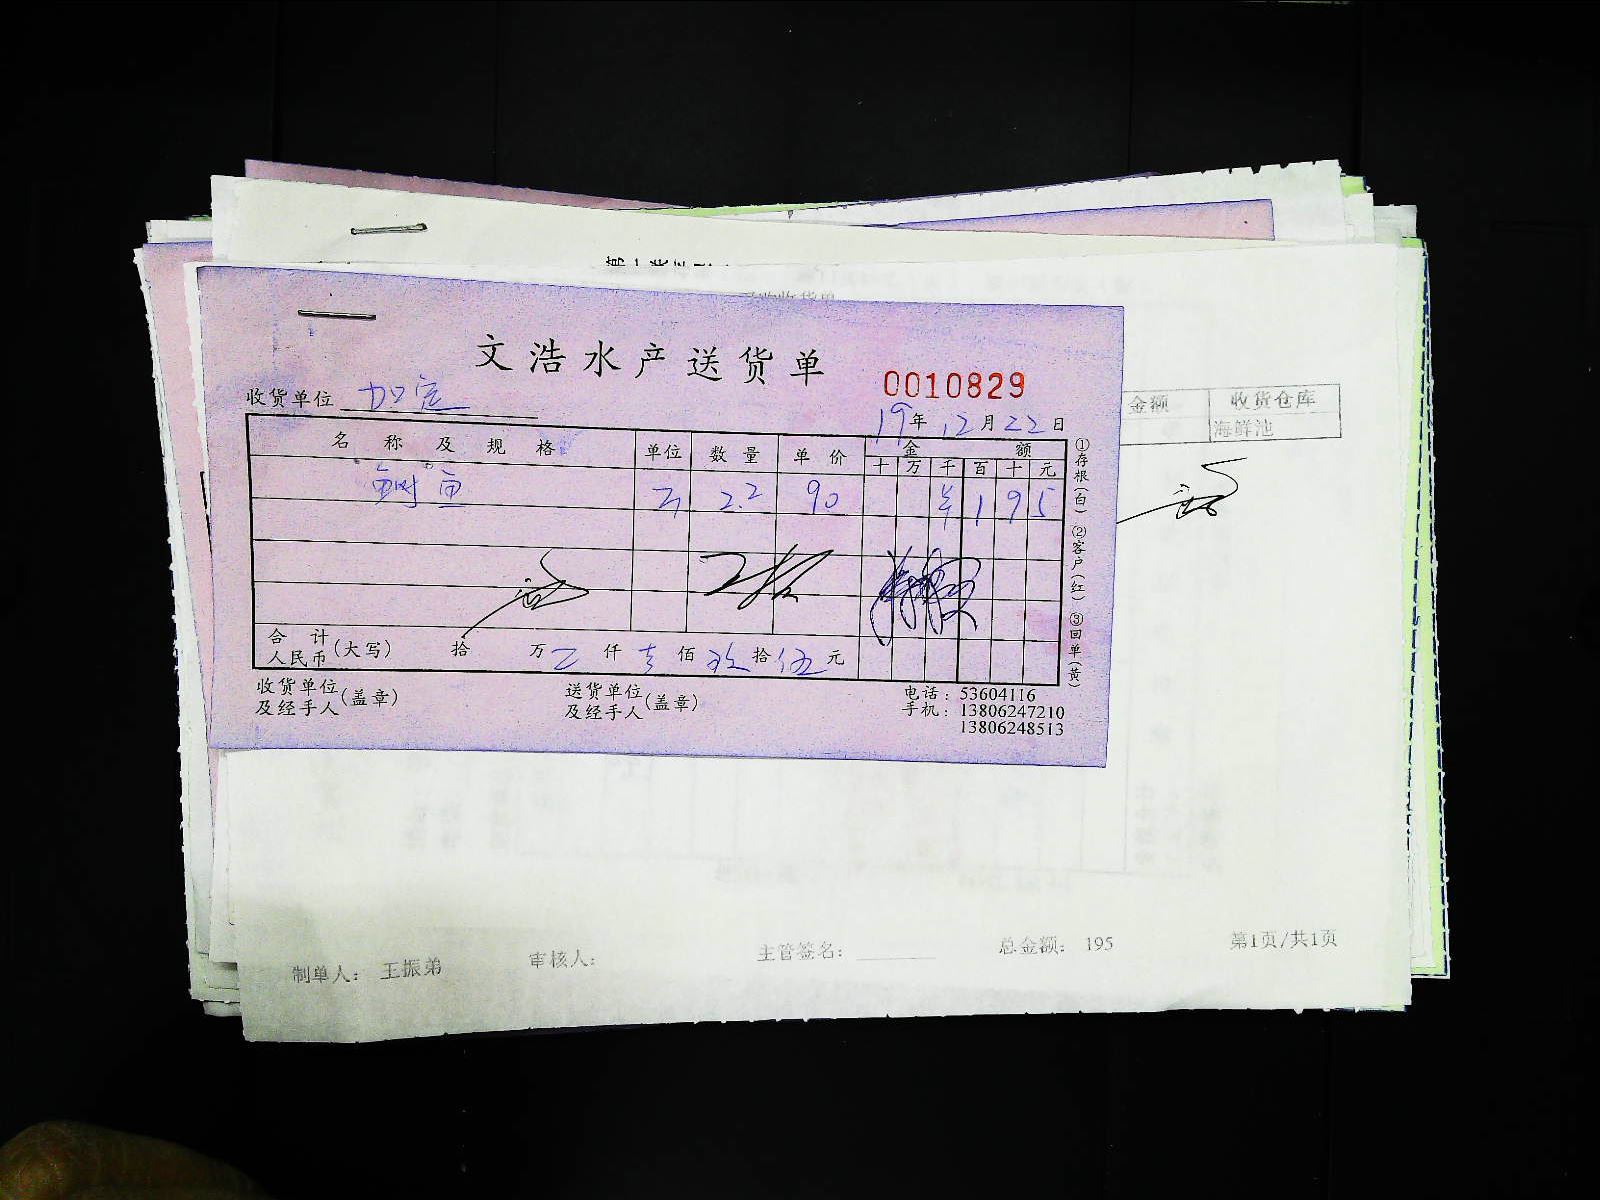 文浩水产送货单
0010829
收货单位 加定
19年12月22日
名称及规格 单位 数量 单价 金额
十 万 千 百 十 元
鲥鱼 2.2 90 ¥ 1 9 5
合计
人民币(大写) 拾 万 仟 壹 佰 玖 拾 伍 元
收货单位
及经手人(盖章)
送货单位
及经手人(盖章)
电话：53604116
手机：13806247210
13806248513
①存根(白) ②客户(红) ③回单(黄)
金额 收货仓库
海鲜池
制单人： 王振弟 审核人： 主管签名： 总金额： 195 第1页/共1页